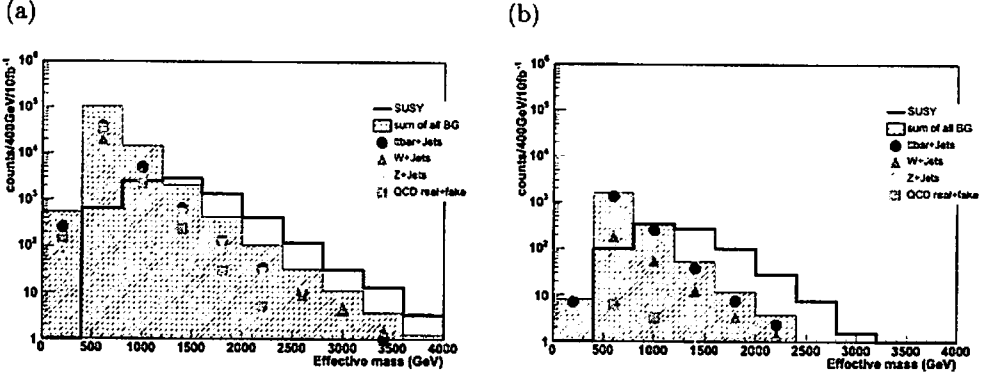 (a)
(b)
counts/400GeV/10fb⁻¹
10⁶
10⁵
10⁴
10³
10²
10
1
SUSY
sum of all BG
ttbar+Jets
W+Jets
Z+Jets
QCD real+fake
0 500 1000 1500 2000 2500 3000 3500 4000
Effective mass (GeV)
counts/400GeV/10fb⁻¹
10⁶
10⁵
10⁴
10³
10²
10
1
SUSY
sum of all BG
ttbar+Jets
W+Jets
Z+Jets
QCD real+fake
0 500 1000 1500 2000 2500 3000 3500 4000
Effective mass (GeV)